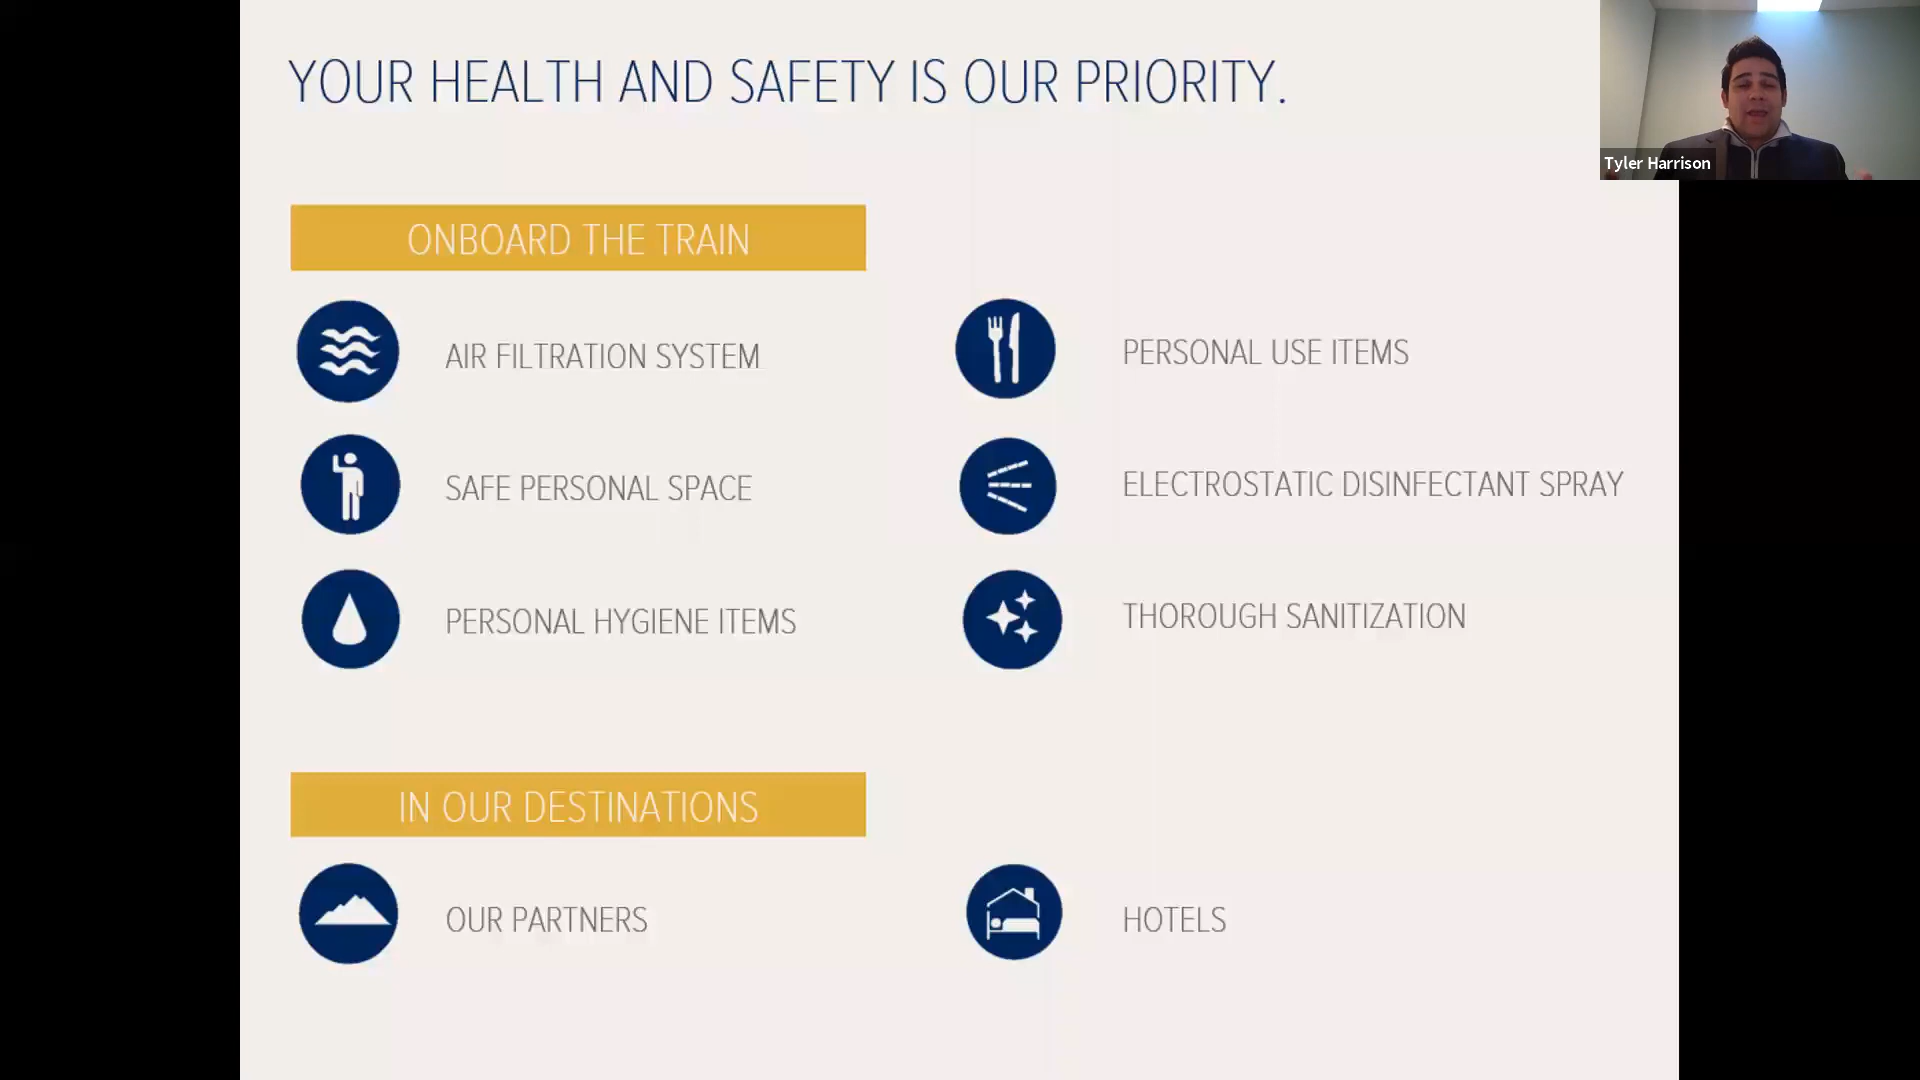 YOUR HEALTH AND SAFETY IS OUR PRIORITY.
Tyler Harrison
ONBOARD THE TRAIN
AIR FILTRATION SYSTEM
PERSONAL USE ITEMS
SAFE PERSONAL SPACE
ELECTROSTATIC DISINFECTANT SPRAY
PERSONAL HYGIENE ITEMS
THOROUGH SANITIZATION
IN OUR DESTINATIONS
OUR PARTNERS
HOTELS